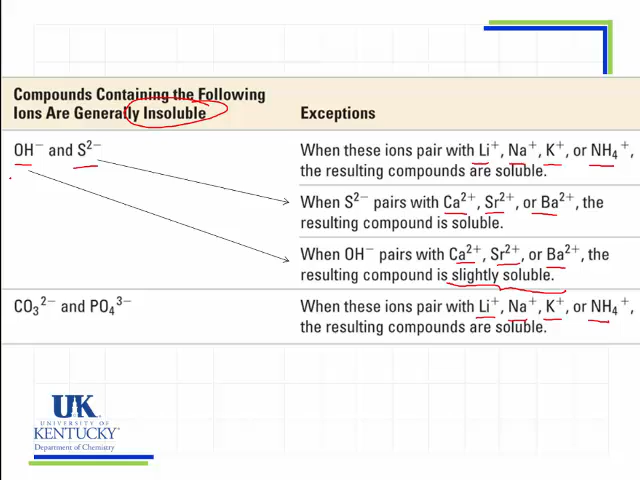 Compounds Containing the Following
Ions Are Generally Insoluble
Exceptions
OH⁻ and S²⁻
When these ions pair with Li⁺, Na⁺, K⁺, or NH₄⁺,
the resulting compounds are soluble.
When S²⁻ pairs with Ca²⁺, Sr²⁺, or Ba²⁺, the
resulting compound is soluble.
When OH⁻ pairs with Ca²⁺, Sr²⁺, or Ba²⁺, the
resulting compound is slightly soluble.
CO₃²⁻ and PO₄³⁻
When these ions pair with Li⁺, Na⁺, K⁺, or NH₄⁺,
the resulting compounds are soluble.
UK
UNIVERSITY OF
KENTUCKY
Department of Chemistry